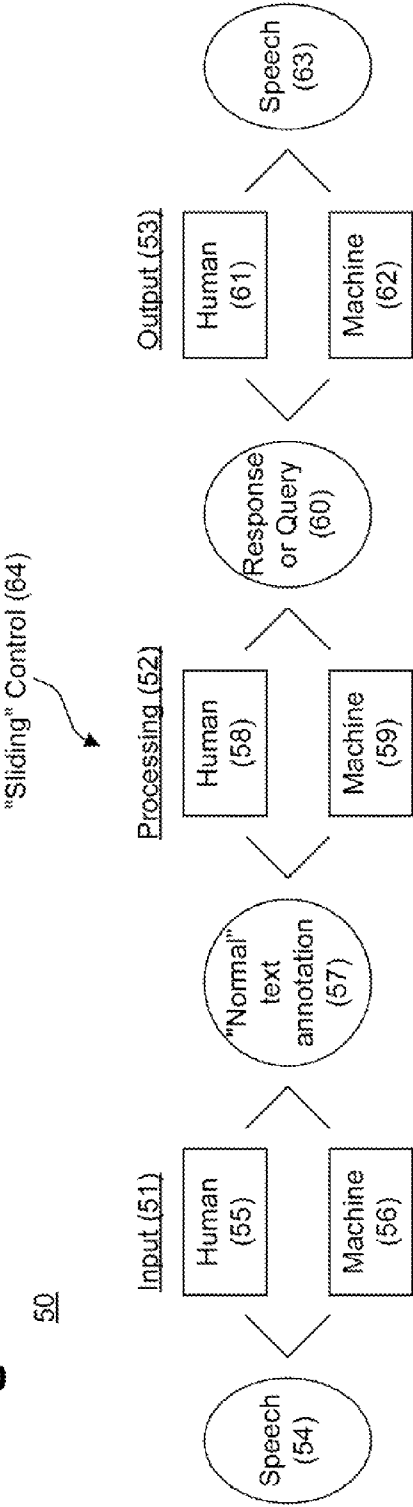 50
"Sliding" Control (64)
Input (51)
Processing (52)
Output (53)
Speech
(54)
Human
(55)
Machine
(56)
"Normal"
text
annotation
(57)
Human
(58)
Machine
(59)
Response
or Query
(60)
Human
(61)
Machine
(62)
Speech
(63)